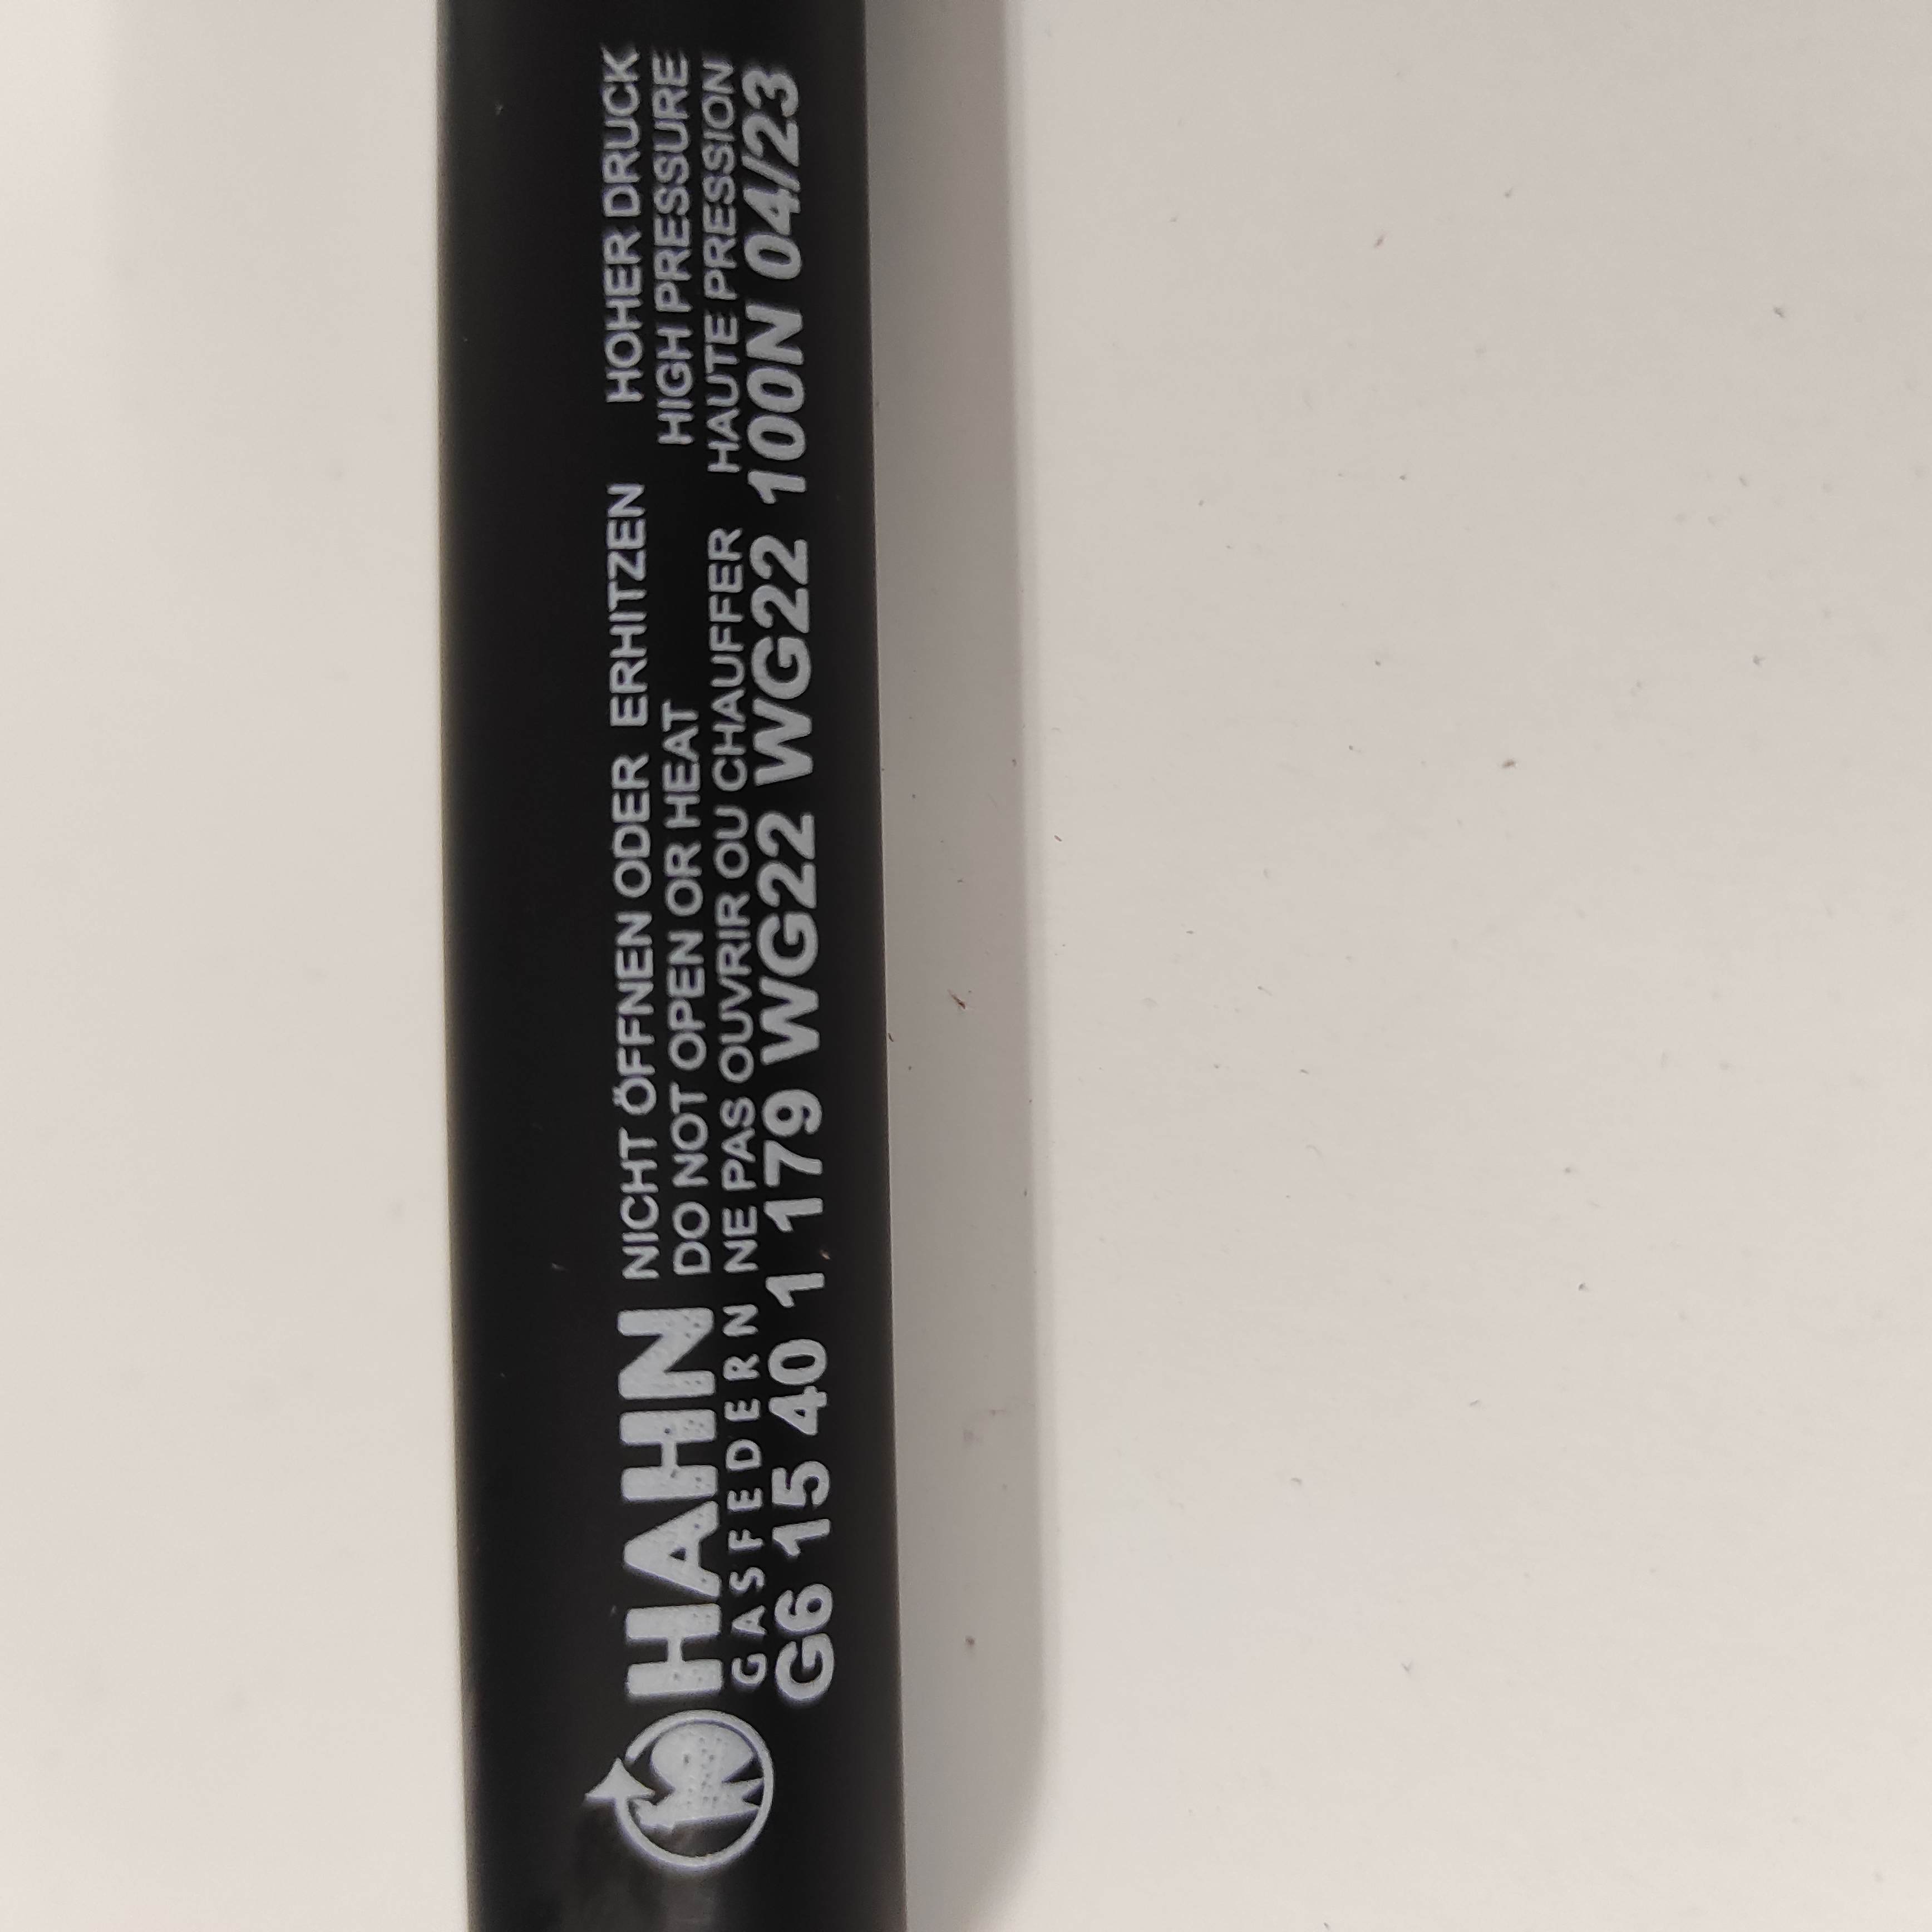 HAHN
GASFEDERN
NICHT ÖFFNEN ODER ERHITZEN HOHER DRUCK
DO NOT OPEN OR HEAT HIGH PRESSURE
NE PAS OUVRIR OU CHAUFFER HAUTE PRESSION
G6 15 40 1 179 WG22 WG22 100N 04/23